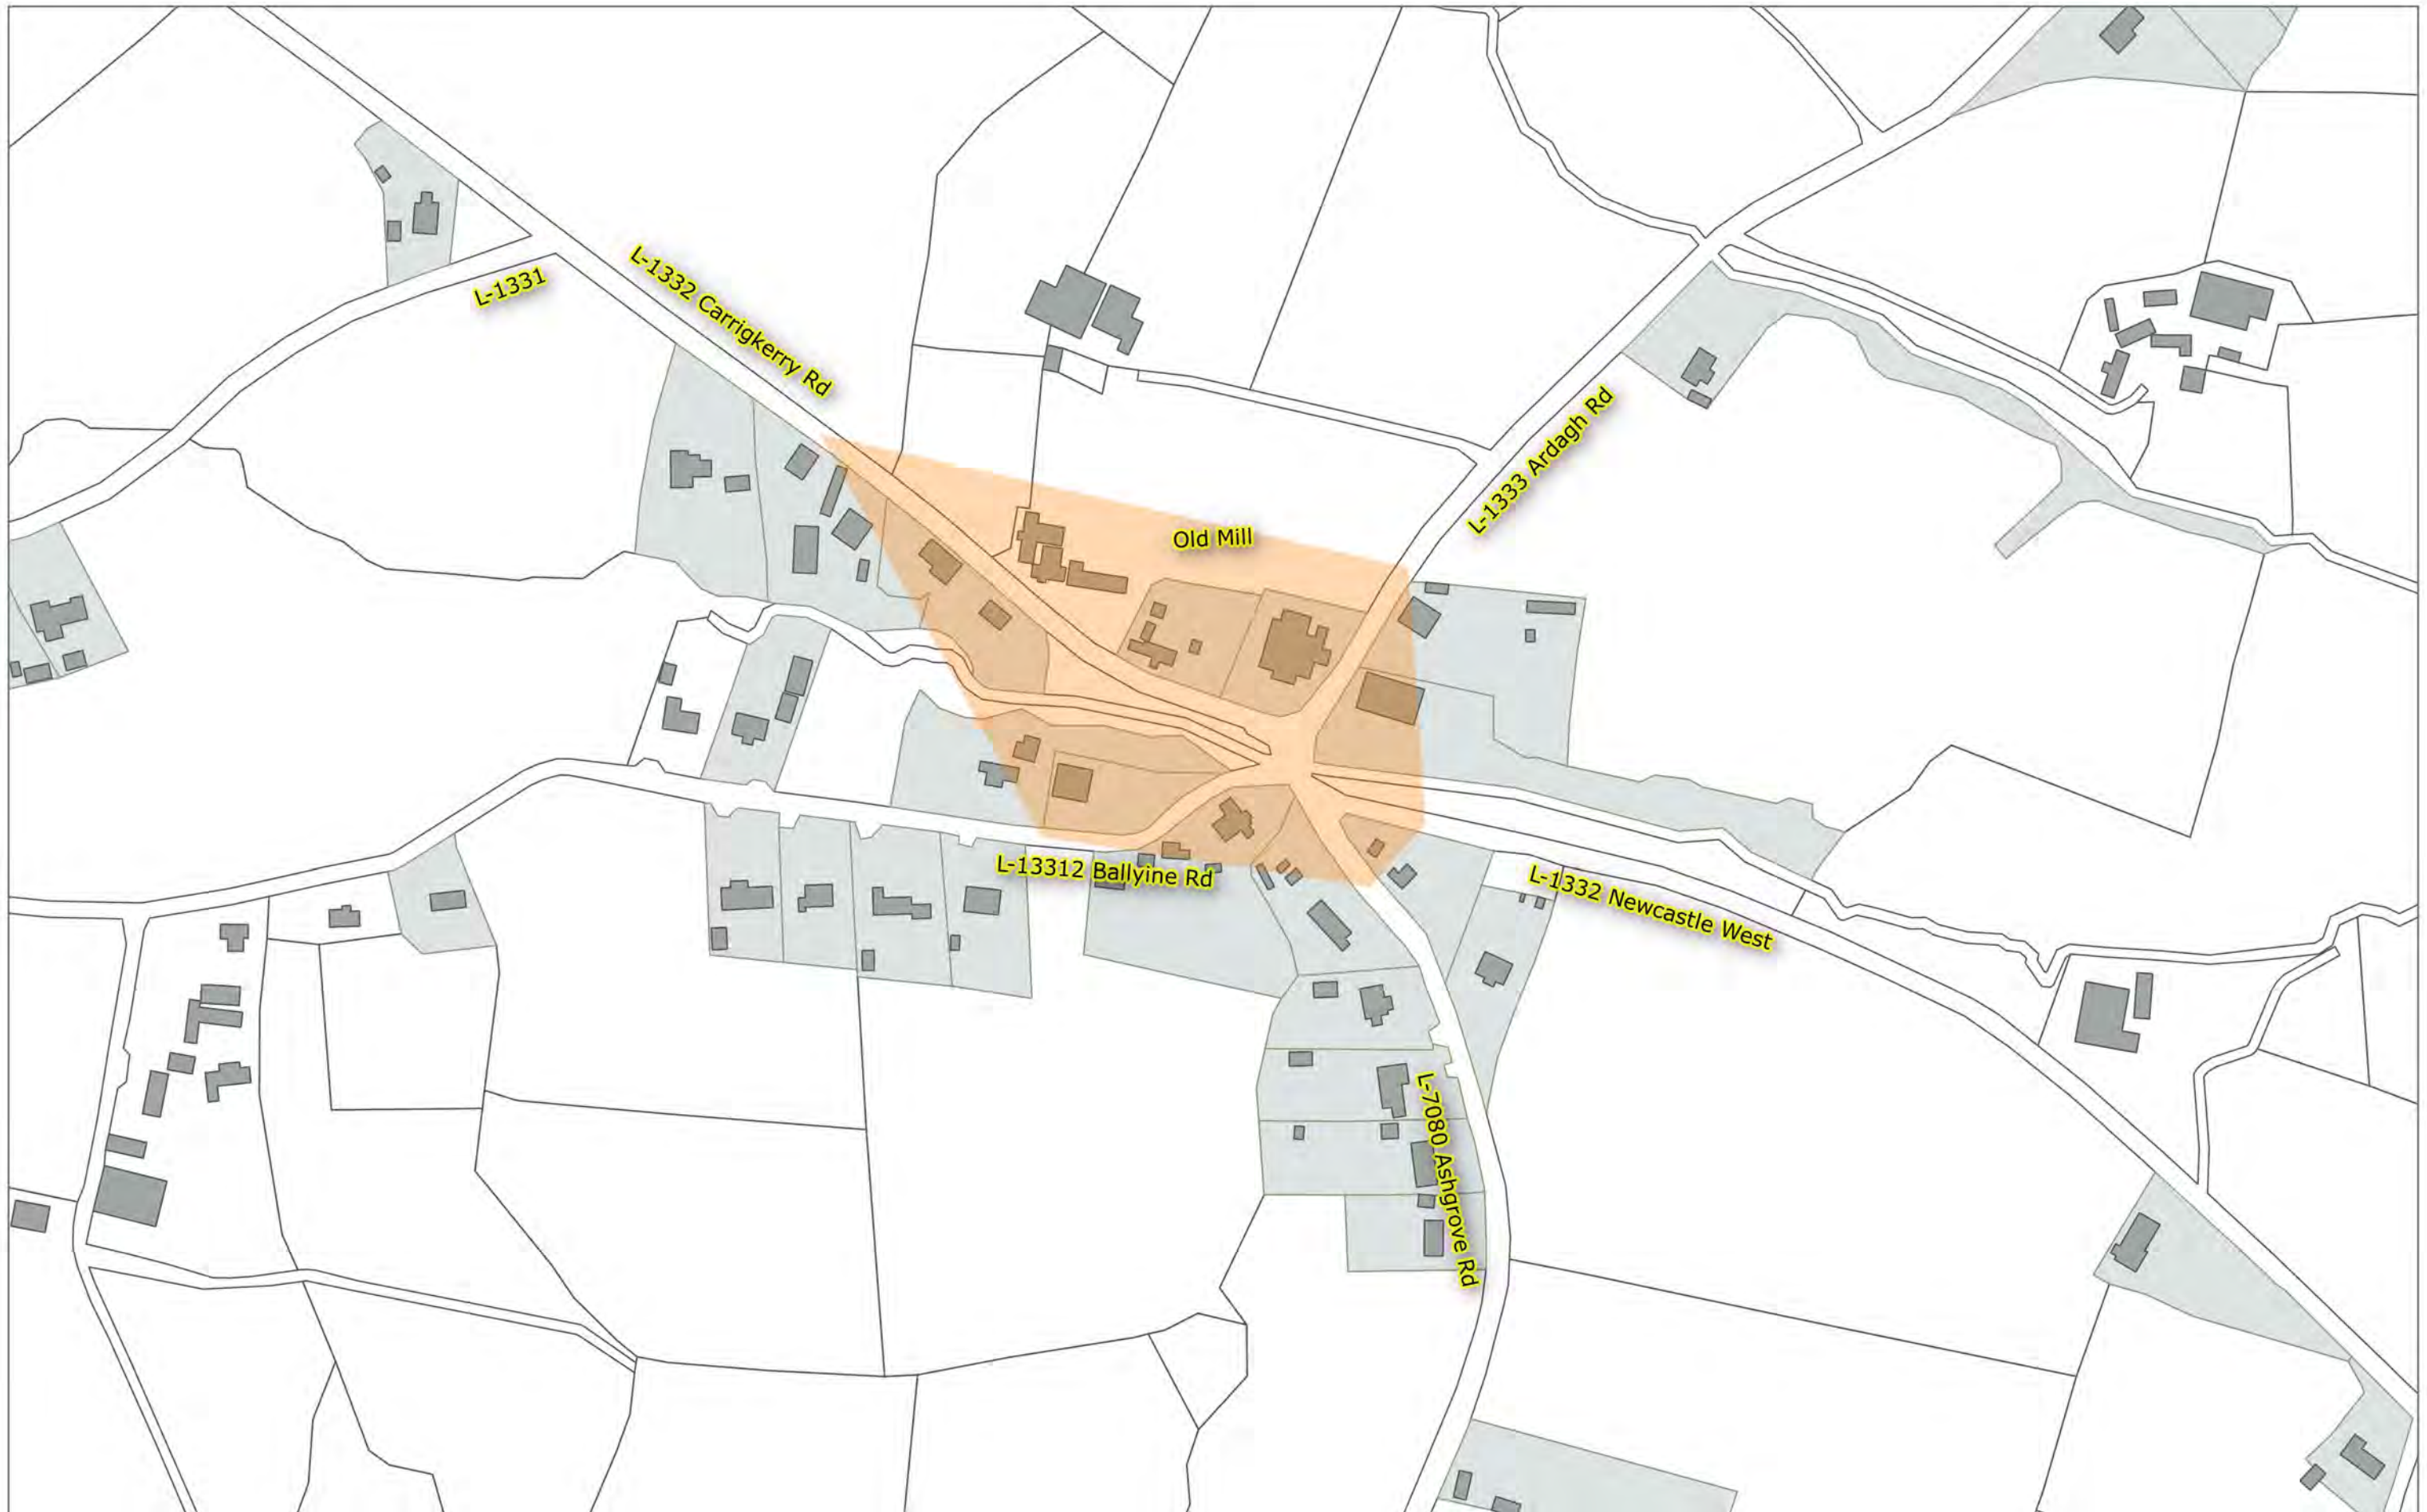 L-1331
L-1332 Carrigkerry Rd
L-1333 Ardagh Rd
Old Mill
L-13312 Ballyine Rd
L-1332 Newcastle West
L-7080 Ashgrove Rd